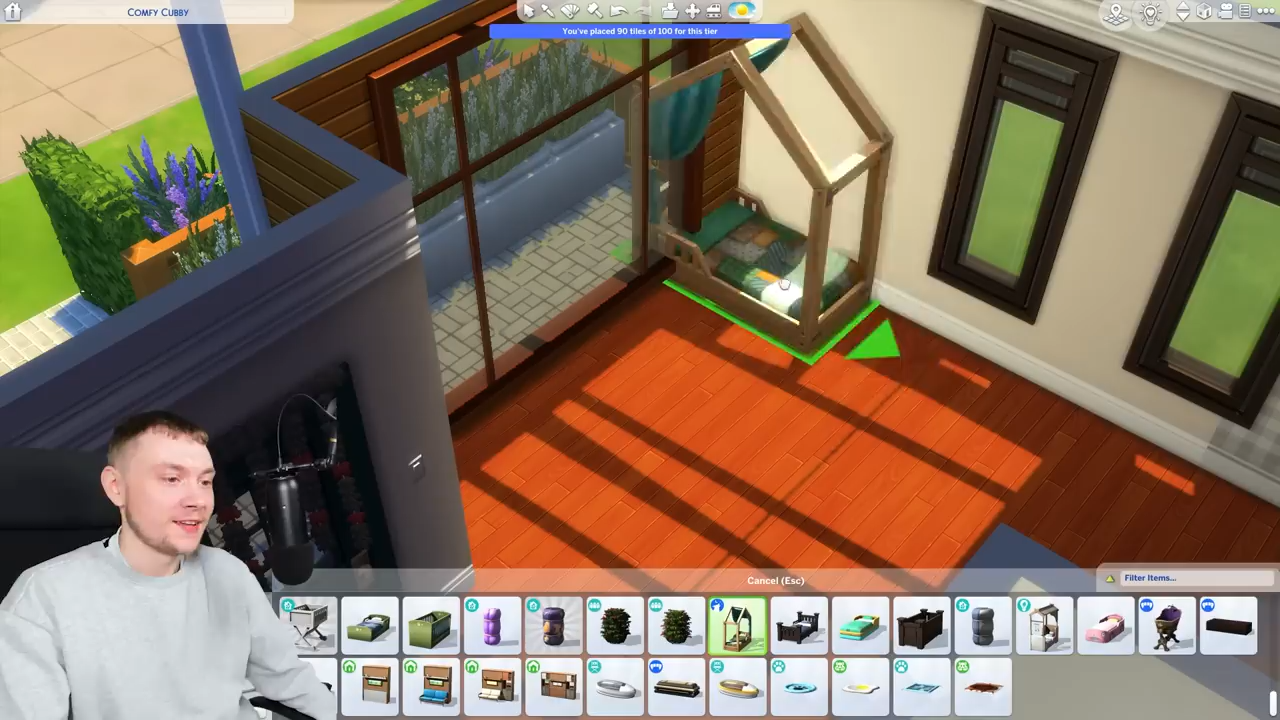 COMFY CUBBY
You've placed 90 tiles of 100 for this tier
Cancel (Esc)
Filter Items...